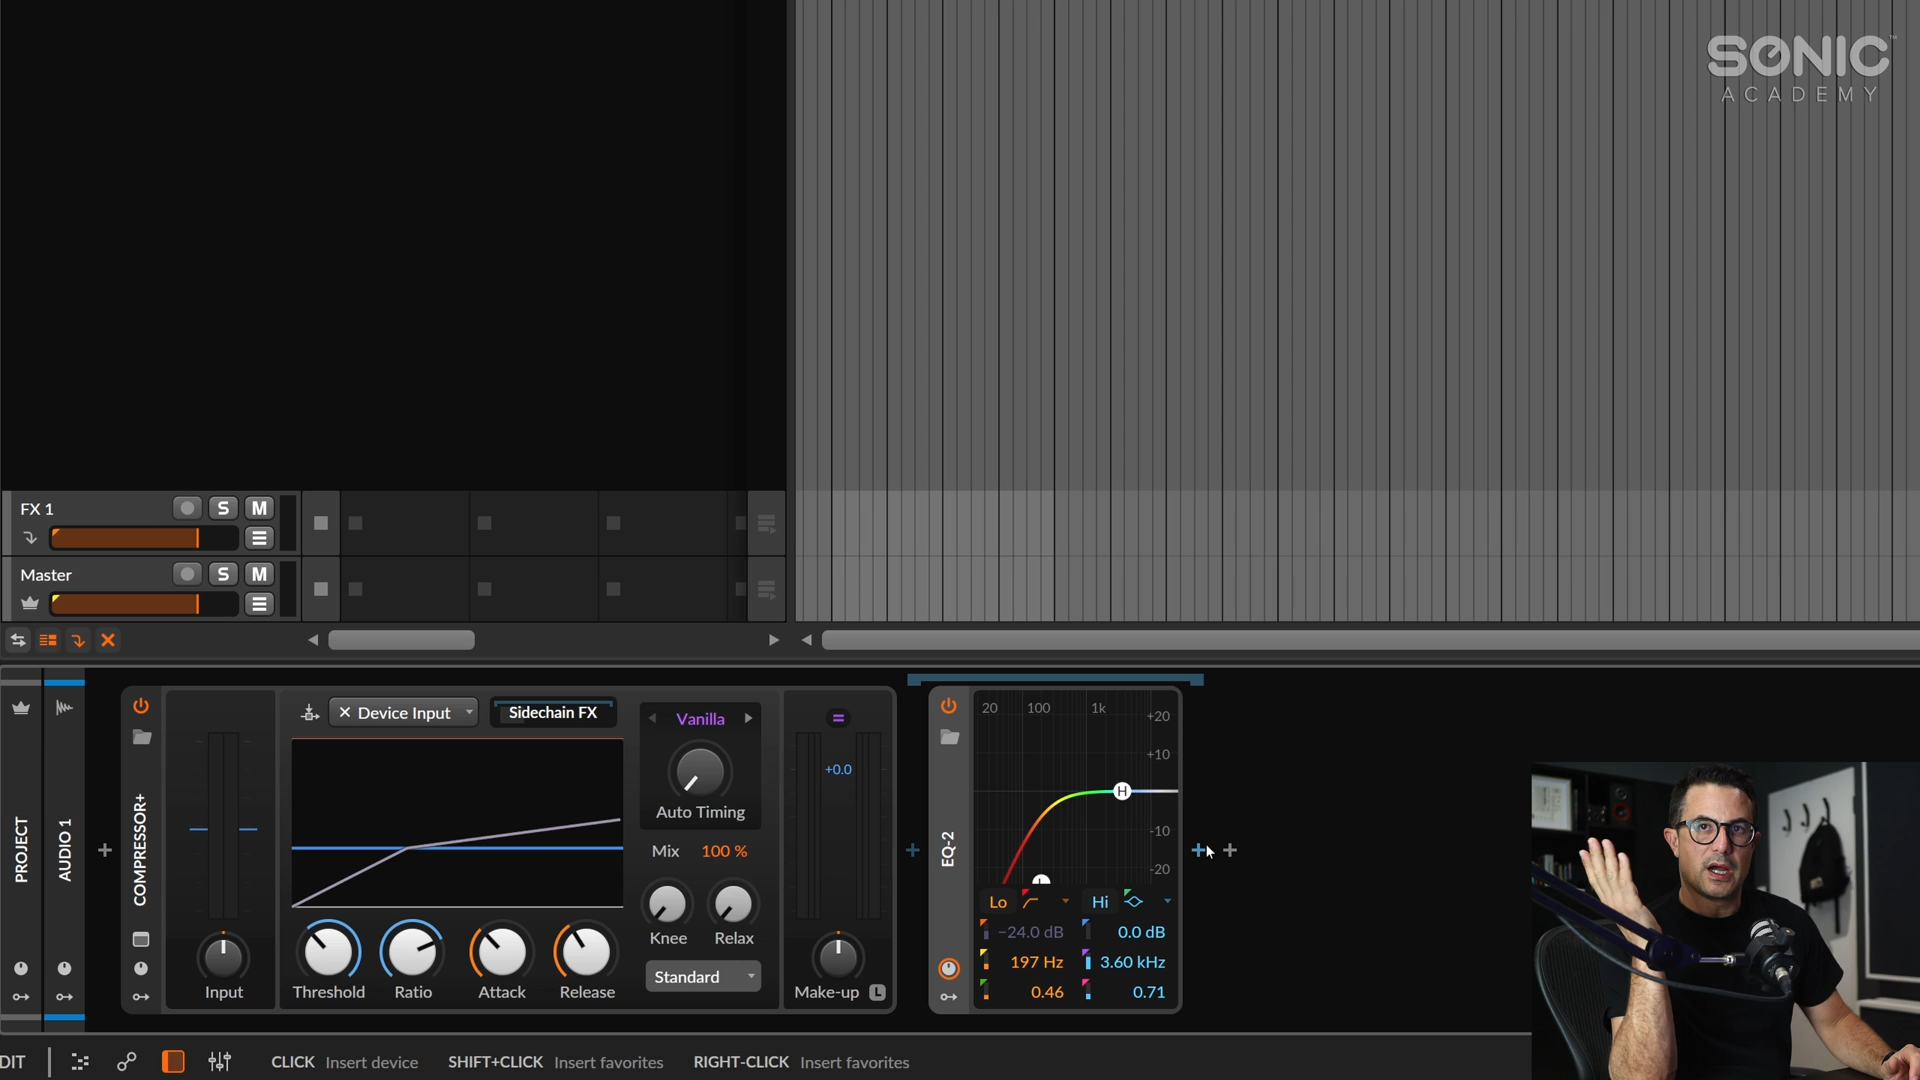 SONIC
ACADEMY
FX 1
S
M
Master
S
M
PROJECT
AUDIO 1
COMPRESSOR+
Input
Device Input
Sidechain FX
Threshold
Ratio
Attack
Release
Vanilla
Auto Timing
Mix 100 %
Knee
Relax
Standard
+0.0
Make-up L
EQ-2
20 100 1k
+20
+10
-10
-20
H
Lo Hi
−24.0 dB 0.0 dB
197 Hz 3.60 kHz
0.46 0.71
DIT
CLICK Insert device SHIFT+CLICK Insert favorites RIGHT-CLICK Insert favorites